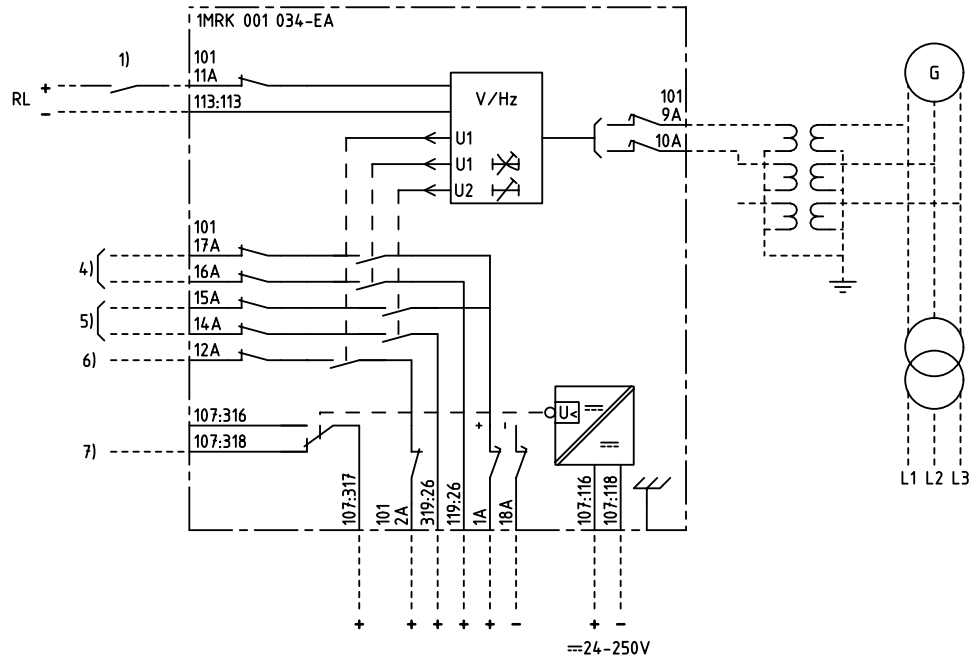 1MRK 001 034-EA
1)
101
11A
RL
+
-
113:113
V/Hz
U1
U1
U2
101
9A
10A
G
101
17A
4)
16A
15A
5)
14A
12A
6)
107:316
107:318
7)
+
-
U<
107:317
101
2A
319:26
119:26
1A
18A
107:116
107:118
L1 L2 L3
+ + + + + - + -
24-250V